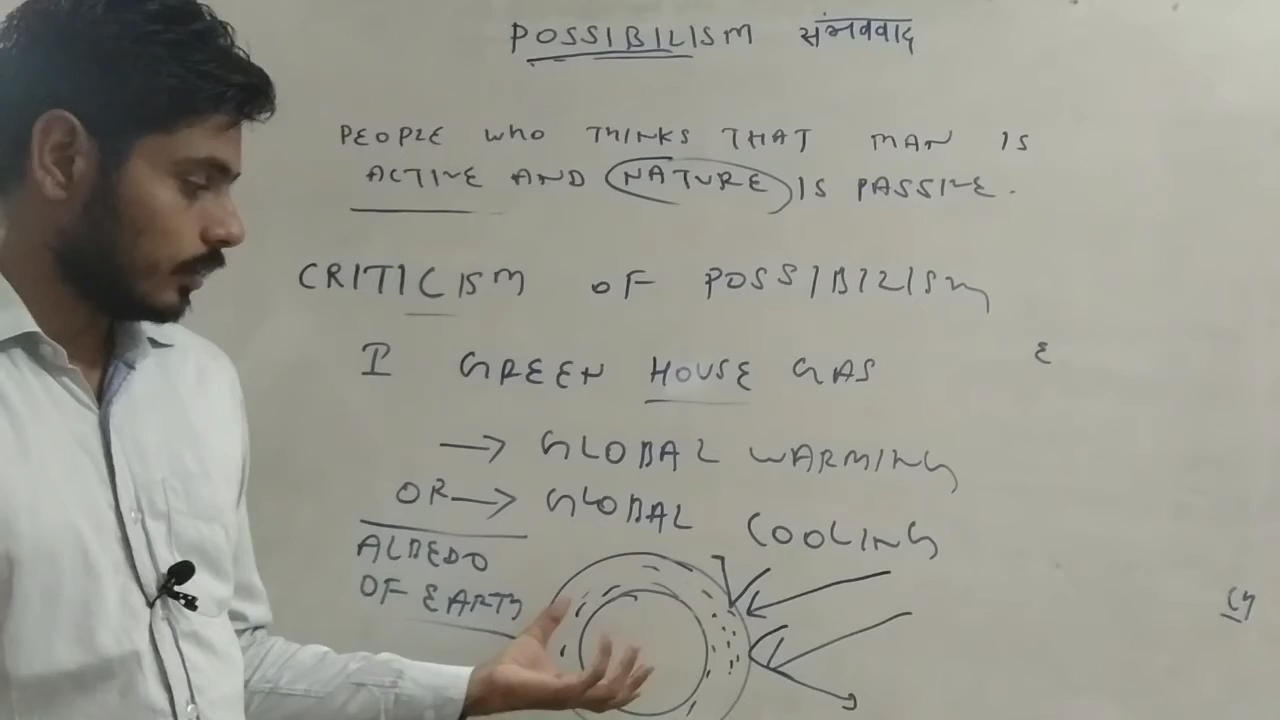 POSSIBILISM संभववाद
PEOPLE WHO THINKS THAT MAN IS
ACTIVE AND NATURE IS PASSIVE.
CRITICISM OF POSSIBILISM
I GREEN HOUSE GAS
→ GLOBAL WARMING
OR → GLOBAL COOLING
ALBEDO
OF EARTH